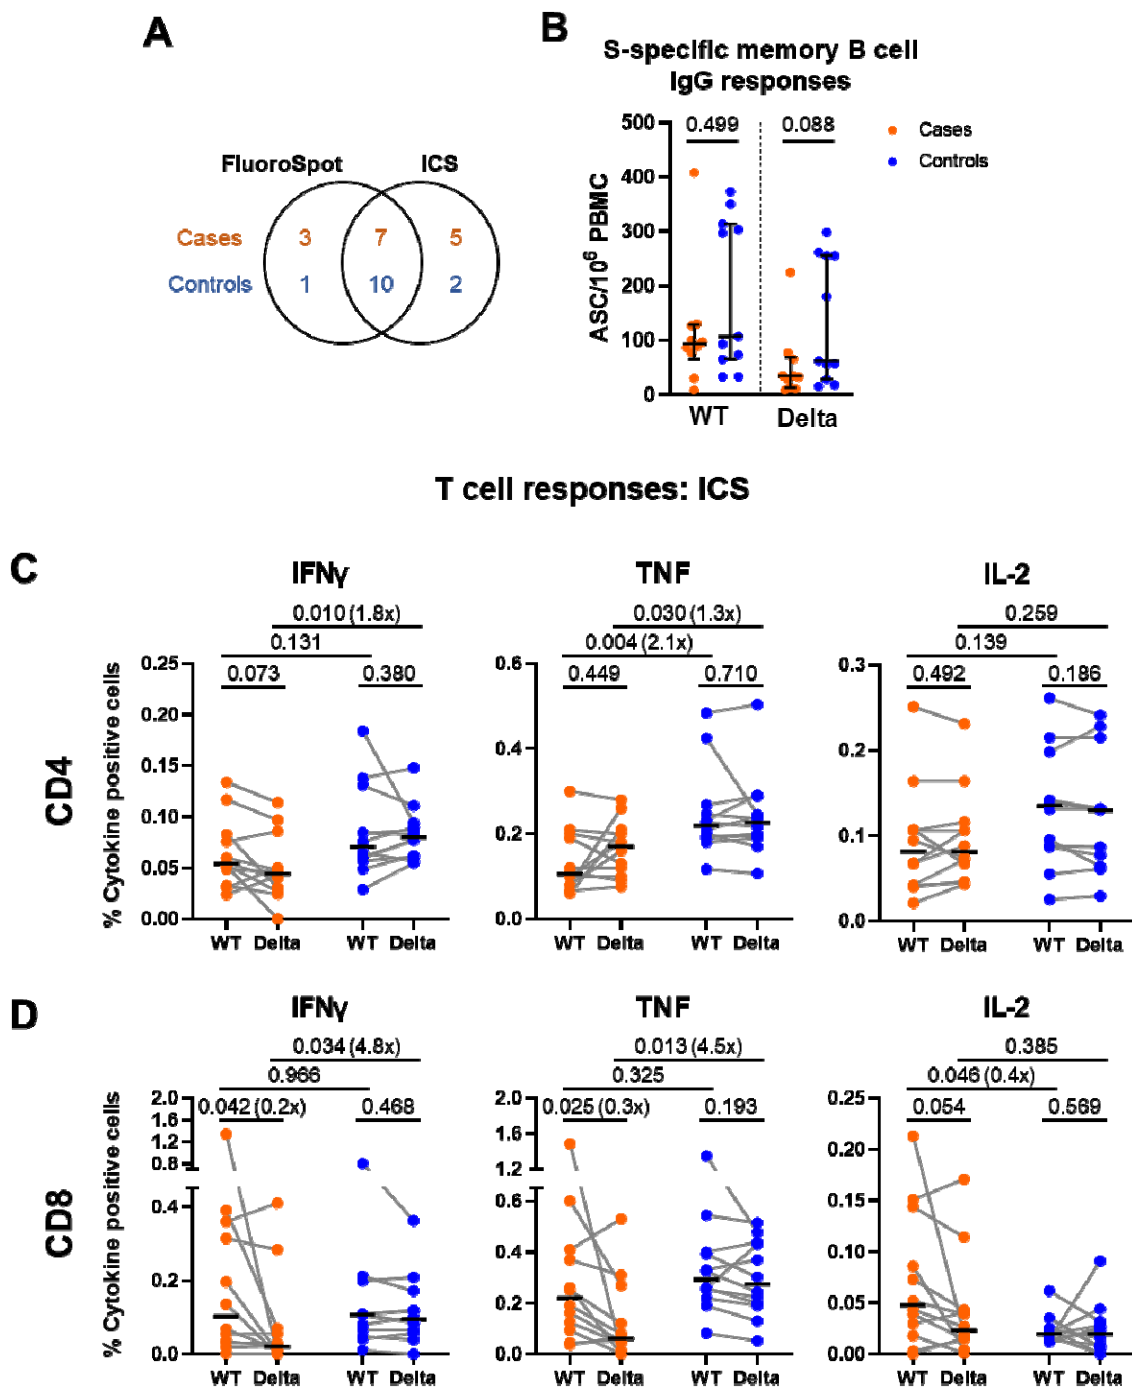 A
FluoroSpot ICS
Cases 3 7 5
Controls 1 10 2
B
S-specific memory B cell
IgG responses
0.499 0.088
Cases
Controls
ASC/10⁶ PBMC
500
400
300
200
100
0
WT Delta
T cell responses: ICS
C
CD4
IFNγ
0.010 (1.8x)
0.131
0.073 0.380
% Cytokine positive cells
0.25
0.20
0.15
0.10
0.05
0.00
WT Delta WT Delta
TNF
0.030 (1.3x)
0.004 (2.1x)
0.449 0.710
0.6
0.4
0.2
0.0
WT Delta WT Delta
IL-2
0.259
0.139
0.492 0.186
0.3
0.2
0.1
0.0
WT Delta WT Delta
D
CD8
IFNγ
0.034 (4.8x)
0.966
0.042 (0.2x) 0.468
% Cytokine positive cells
2.0
1.6
1.2
0.8
0.4
0.2
0.0
WT Delta WT Delta
TNF
0.013 (4.5x)
0.325
0.025 (0.3x) 0.193
2.0
1.6
1.2
0.6
0.4
0.2
0.0
WT Delta WT Delta
IL-2
0.385
0.046 (0.4x)
0.054 0.569
0.25
0.20
0.15
0.10
0.05
0.00
WT Delta WT Delta